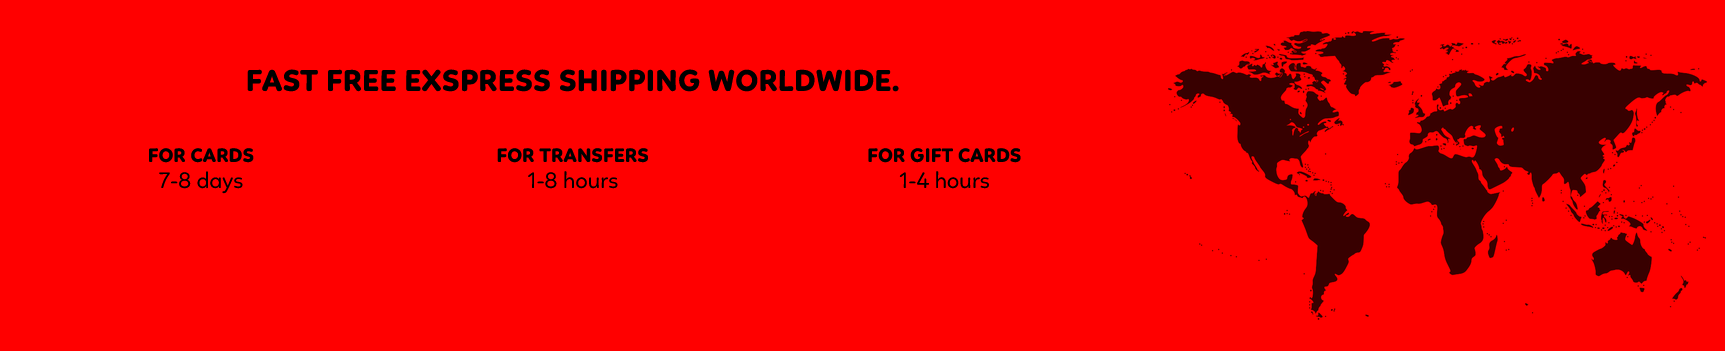 FAST FREE EXSPRESS SHIPPING WORLDWIDE.
FOR CARDS
7-8 days
FOR TRANSFERS
1-8 hours
FOR GIFT CARDS
1-4 hours